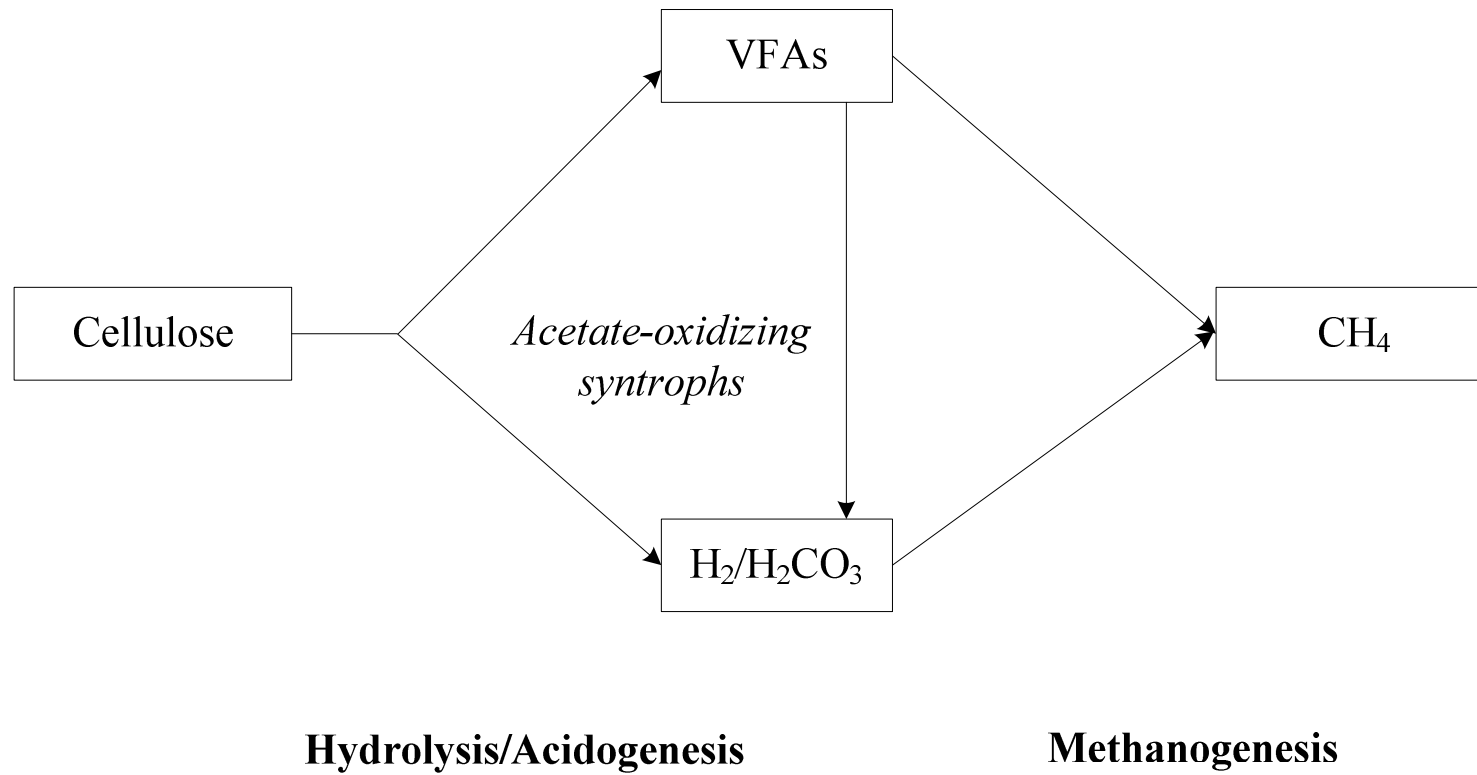 VFAs
Cellulose
Acetate-oxidizing
syntrophs
CH₄
H₂/H₂CO₃
Hydrolysis/Acidogenesis
Methanogenesis